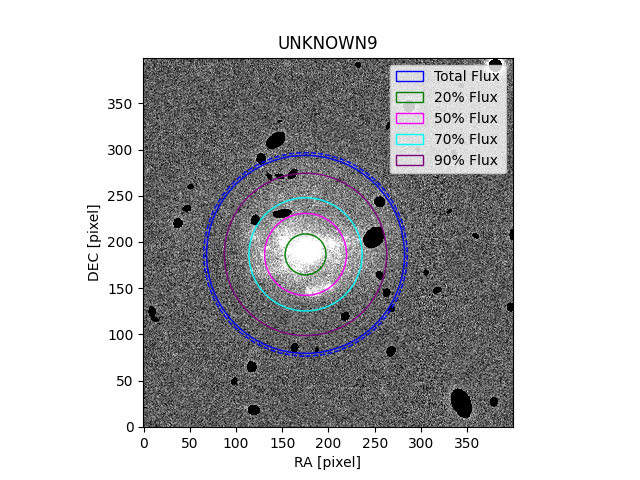 UNKNOWN9
Total Flux
20% Flux
50% Flux
70% Flux
90% Flux
350
300
250
200
150
100
50
0
DEC [pixel]
0 50 100 150 200 250 300 350
RA [pixel]